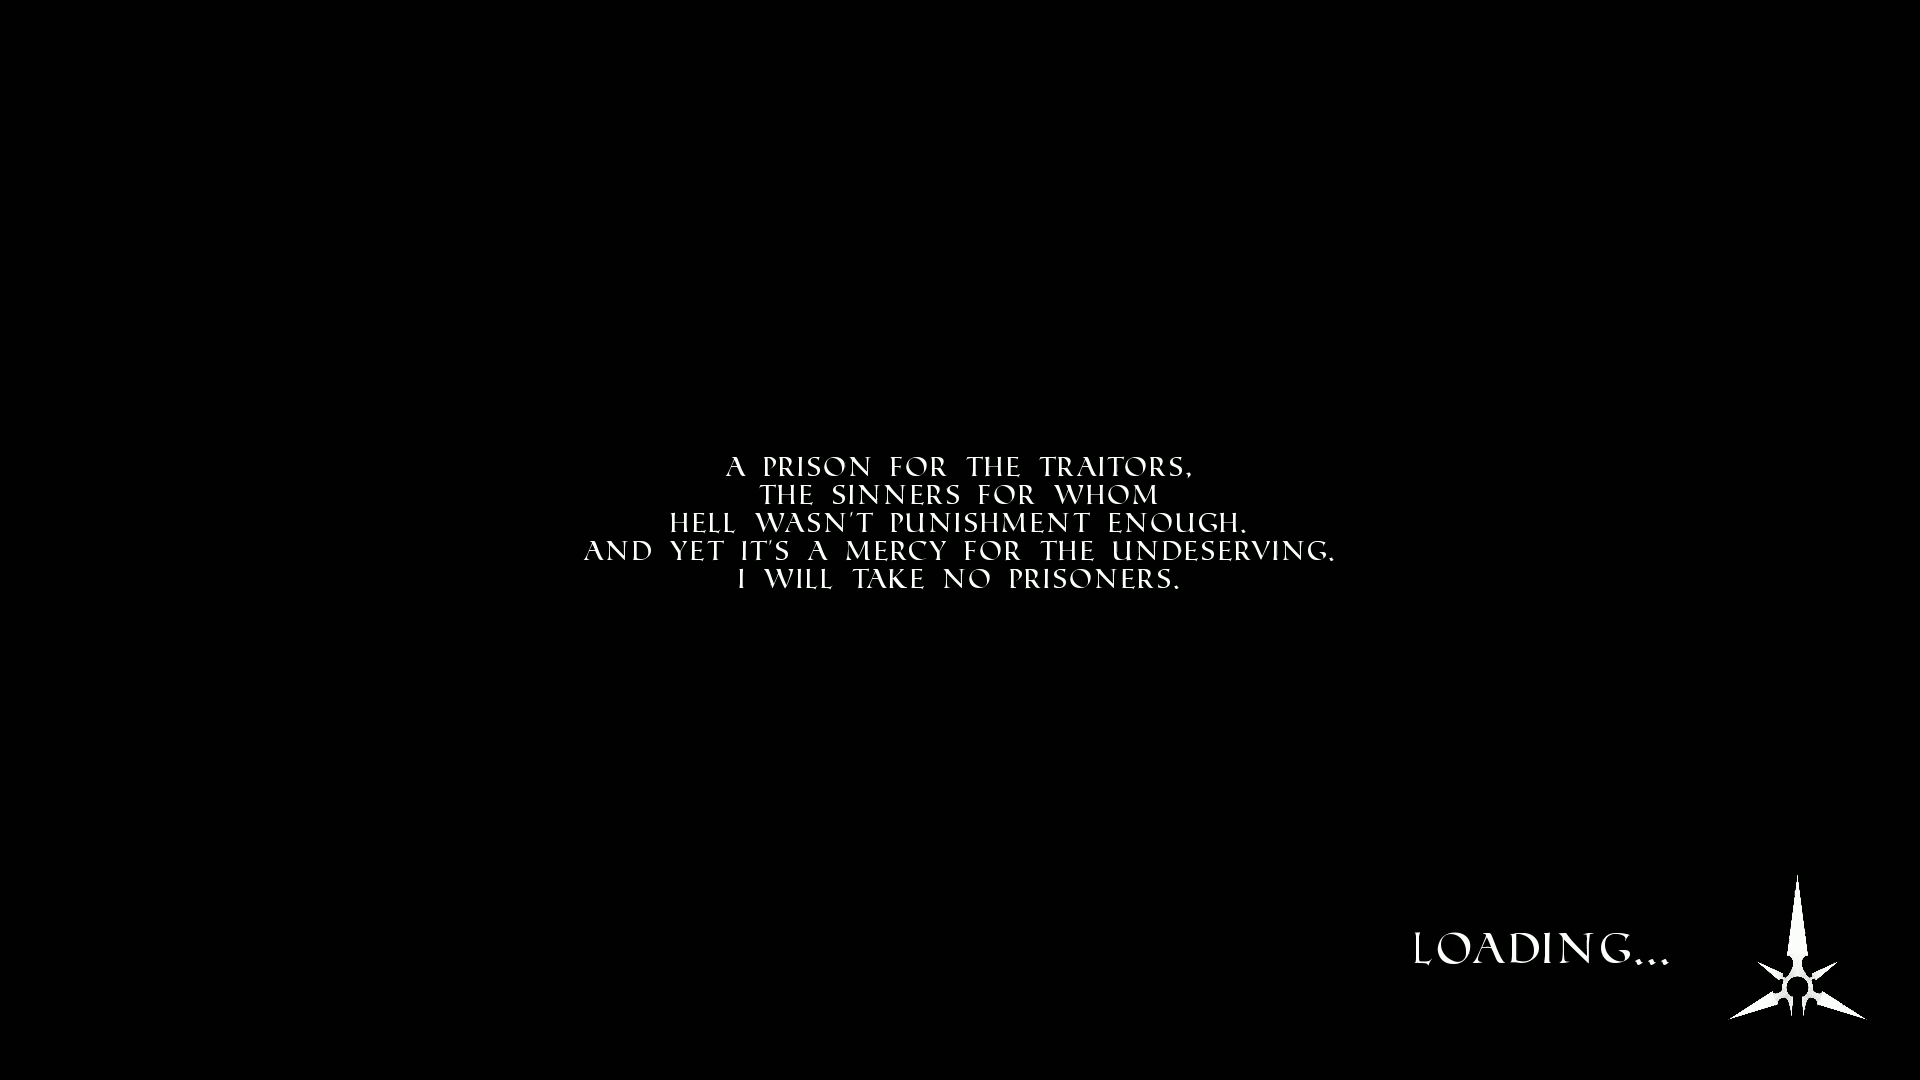 A PRISON FOR THE TRAITORS,
THE SINNERS FOR WHOM
HELL WASN'T PUNISHMENT ENOUGH.
AND YET IT'S A MERCY FOR THE UNDESERVING.
I WILL TAKE NO PRISONERS.
LOADING...